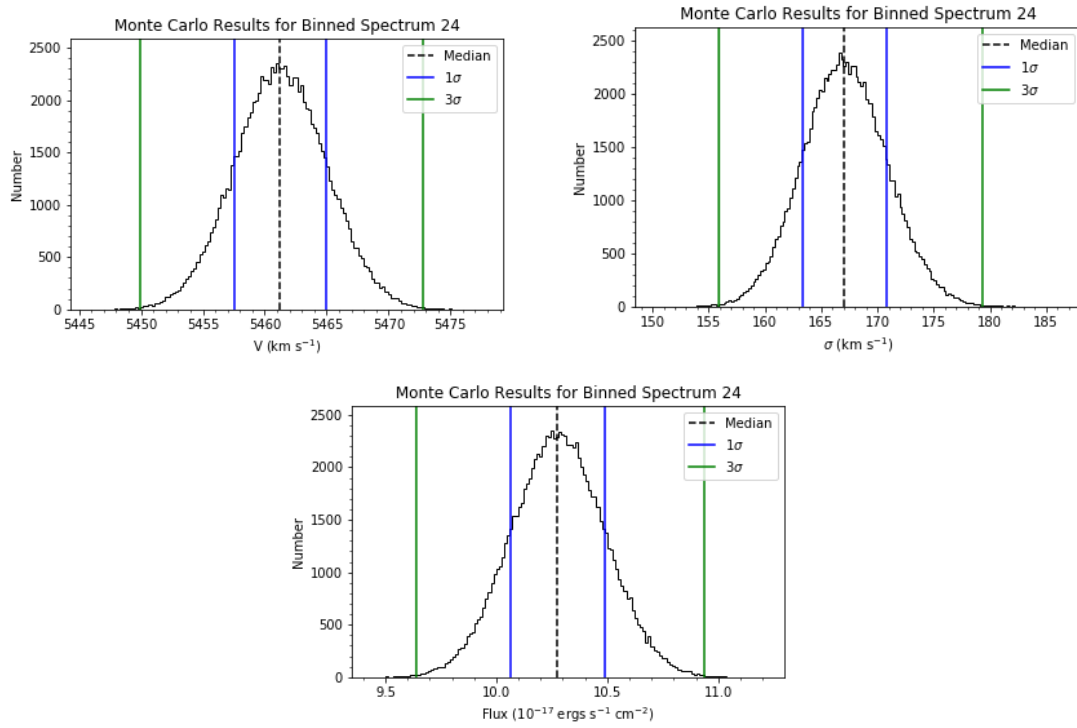 Monte Carlo Results for Binned Spectrum 24
2500
2000
1500
1000
500
0
Number
Median
1σ
3σ
5445 5450 5455 5460 5465 5470 5475
V (km s⁻¹)
Monte Carlo Results for Binned Spectrum 24
2500
2000
1500
1000
500
0
Number
Median
1σ
3σ
150 155 160 165 170 175 180 185
σ (km s⁻¹)
Monte Carlo Results for Binned Spectrum 24
2500
2000
1500
1000
500
0
Number
Median
1σ
3σ
9.5 10.0 10.5 11.0
Flux (10⁻¹⁷ ergs s⁻¹ cm⁻²)